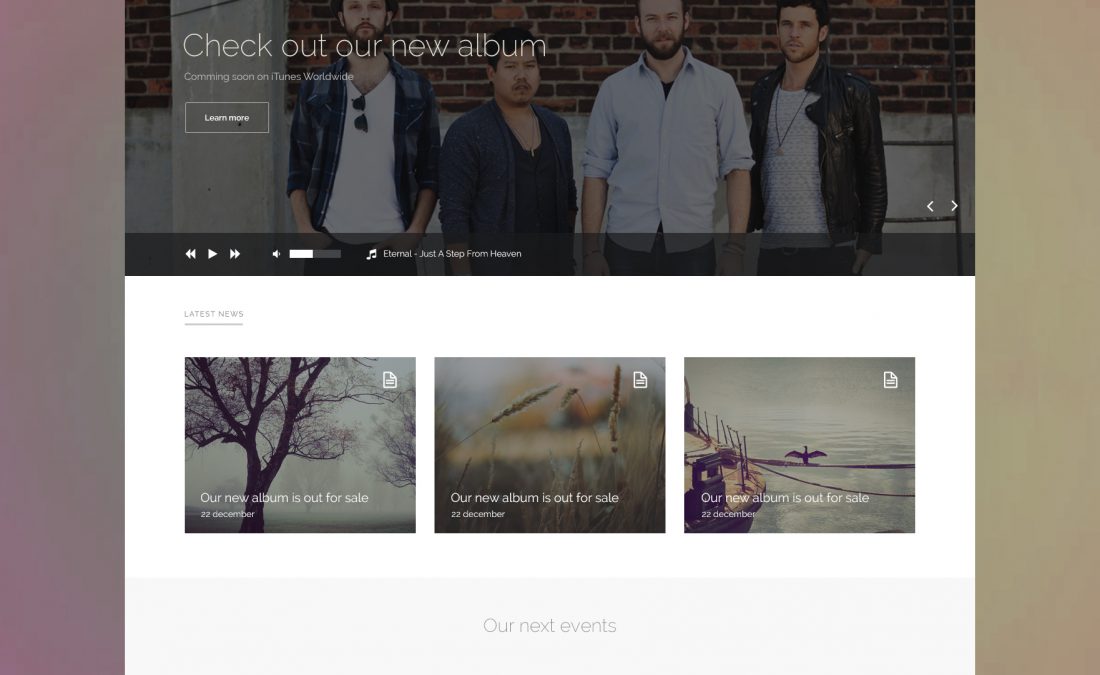 Check out our new album
Comming soon on iTunes Worldwide
Learn more
Eternal - Just A Step From Heaven
LATEST NEWS
Our new album is out for sale
22 december
Our new album is out for sale
22 december
Our new album is out for sale
22 december
Our next events